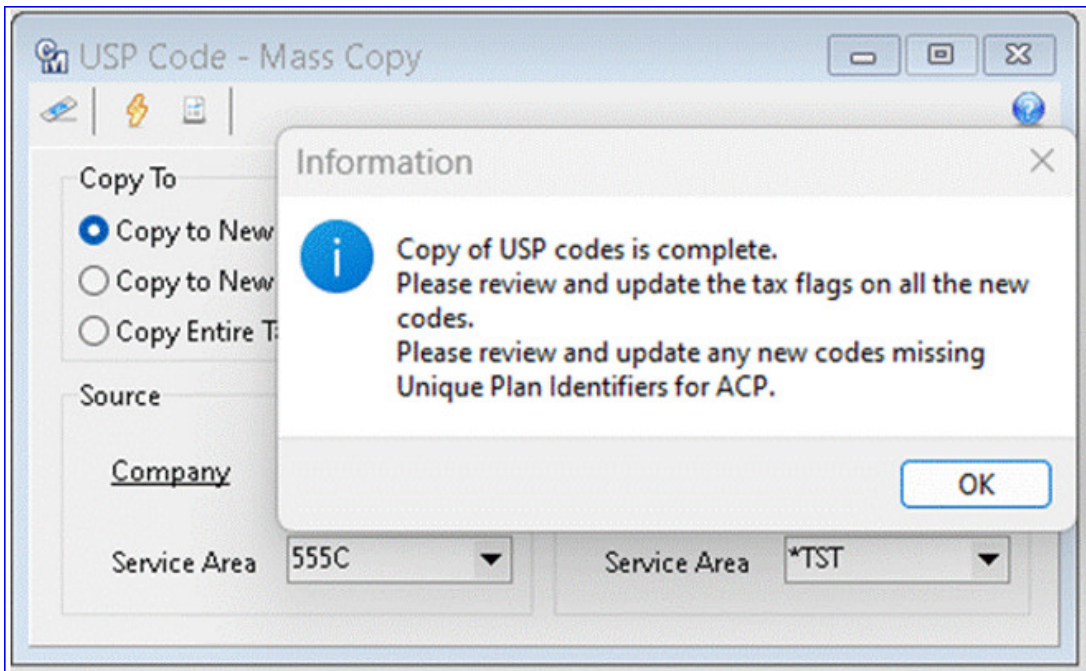 USP Code - Mass Copy
Information
Copy To
Copy to New
Copy to New
Copy Entire
Copy of USP codes is complete.
Please review and update the tax flags on all the new
codes.
Please review and update any new codes missing
Unique Plan Identifiers for ACP.
OK
Source
Company
Service Area
555C
Service Area
*TST